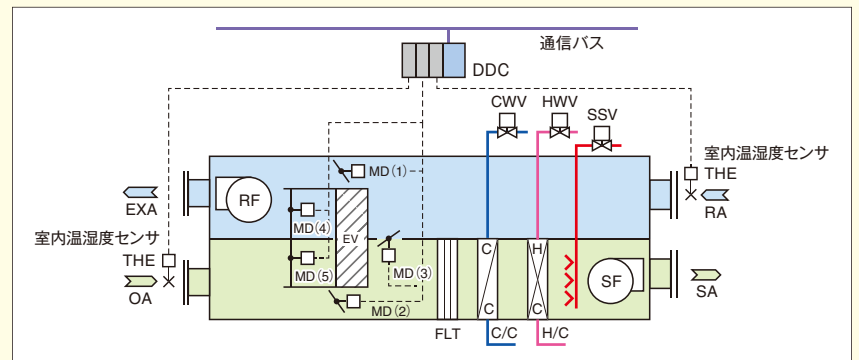 通信バス
DDC
CWV
HWV
SSV
室内温湿度センサ
THE
RA
MD(1)
RF
EXA
MD(4)
EV
室内温湿度センサ
THE
OA
MD(5)
MD(3)
MD(2)
C
H
C
C
SF
SA
FLT
C/C
H/C